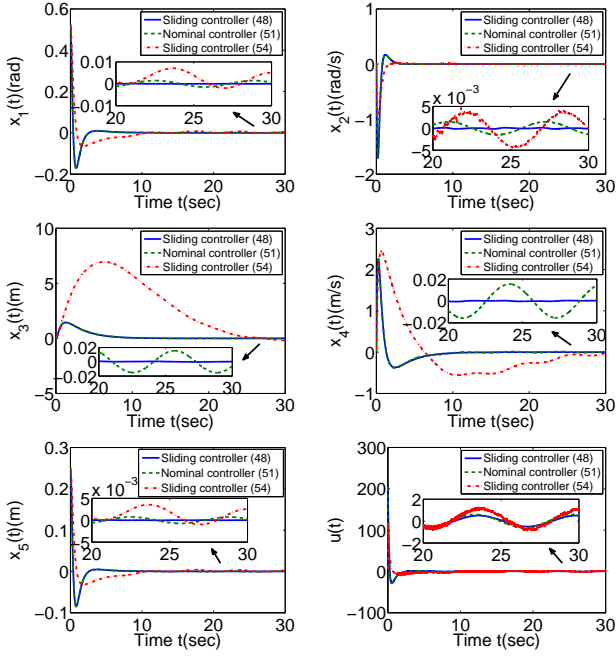 0.6
0.4
0.2
0
−0.2
x1(t)(rad)
Sliding controller (48)
Nominal controller (51)
Sliding controller (54)
0.01
0
−0.01
20 25 30
0 10 20 30
Time t(sec)
1
0
−1
−2
x2(t)(rad/s)
Sliding controller (48)
Nominal controller (51)
Sliding controller (54)
5 x 10−3
0
−5
20 25 30
0 10 20 30
Time t(sec)
10
5
0
−5
x3(t)(m)
Sliding controller (48)
Nominal controller (51)
Sliding controller (54)
0.02
0
−0.02
20 25 30
0 10 20 30
Time t(sec)
4
3
2
1
0
−1
x4(t)(m/s)
Sliding controller (48)
Nominal controller (51)
Sliding controller (54)
0.02
0
−0.02
20 25 30
0 10 20 30
Time t(sec)
0.3
0.2
0.1
0
−0.1
x5(t)(m)
Sliding controller (48)
Nominal controller (51)
Sliding controller (54)
5 x 10−3
0
−5
20 25 30
0 10 20 30
Time t(sec)
300
200
100
0
−100
u(t)
Sliding controller (48)
Nominal controller (51)
Sliding controller (54)
2
0
−2
20 25 30
0 10 20 30
Time t(sec)